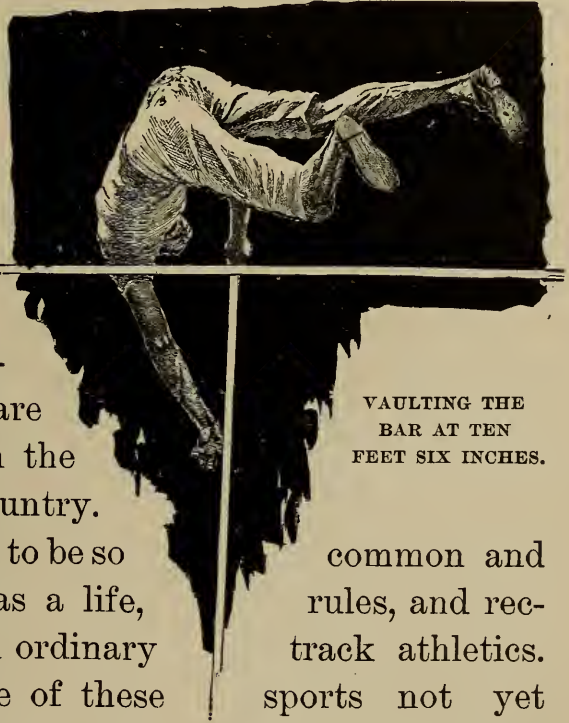 are
the
untry.
VAULTING THE
BAR AT TEN
FEET SIX INCHES.
to be so common and
as a life, rules, and rec-
ordinary track athletics.
e of these sports not yet